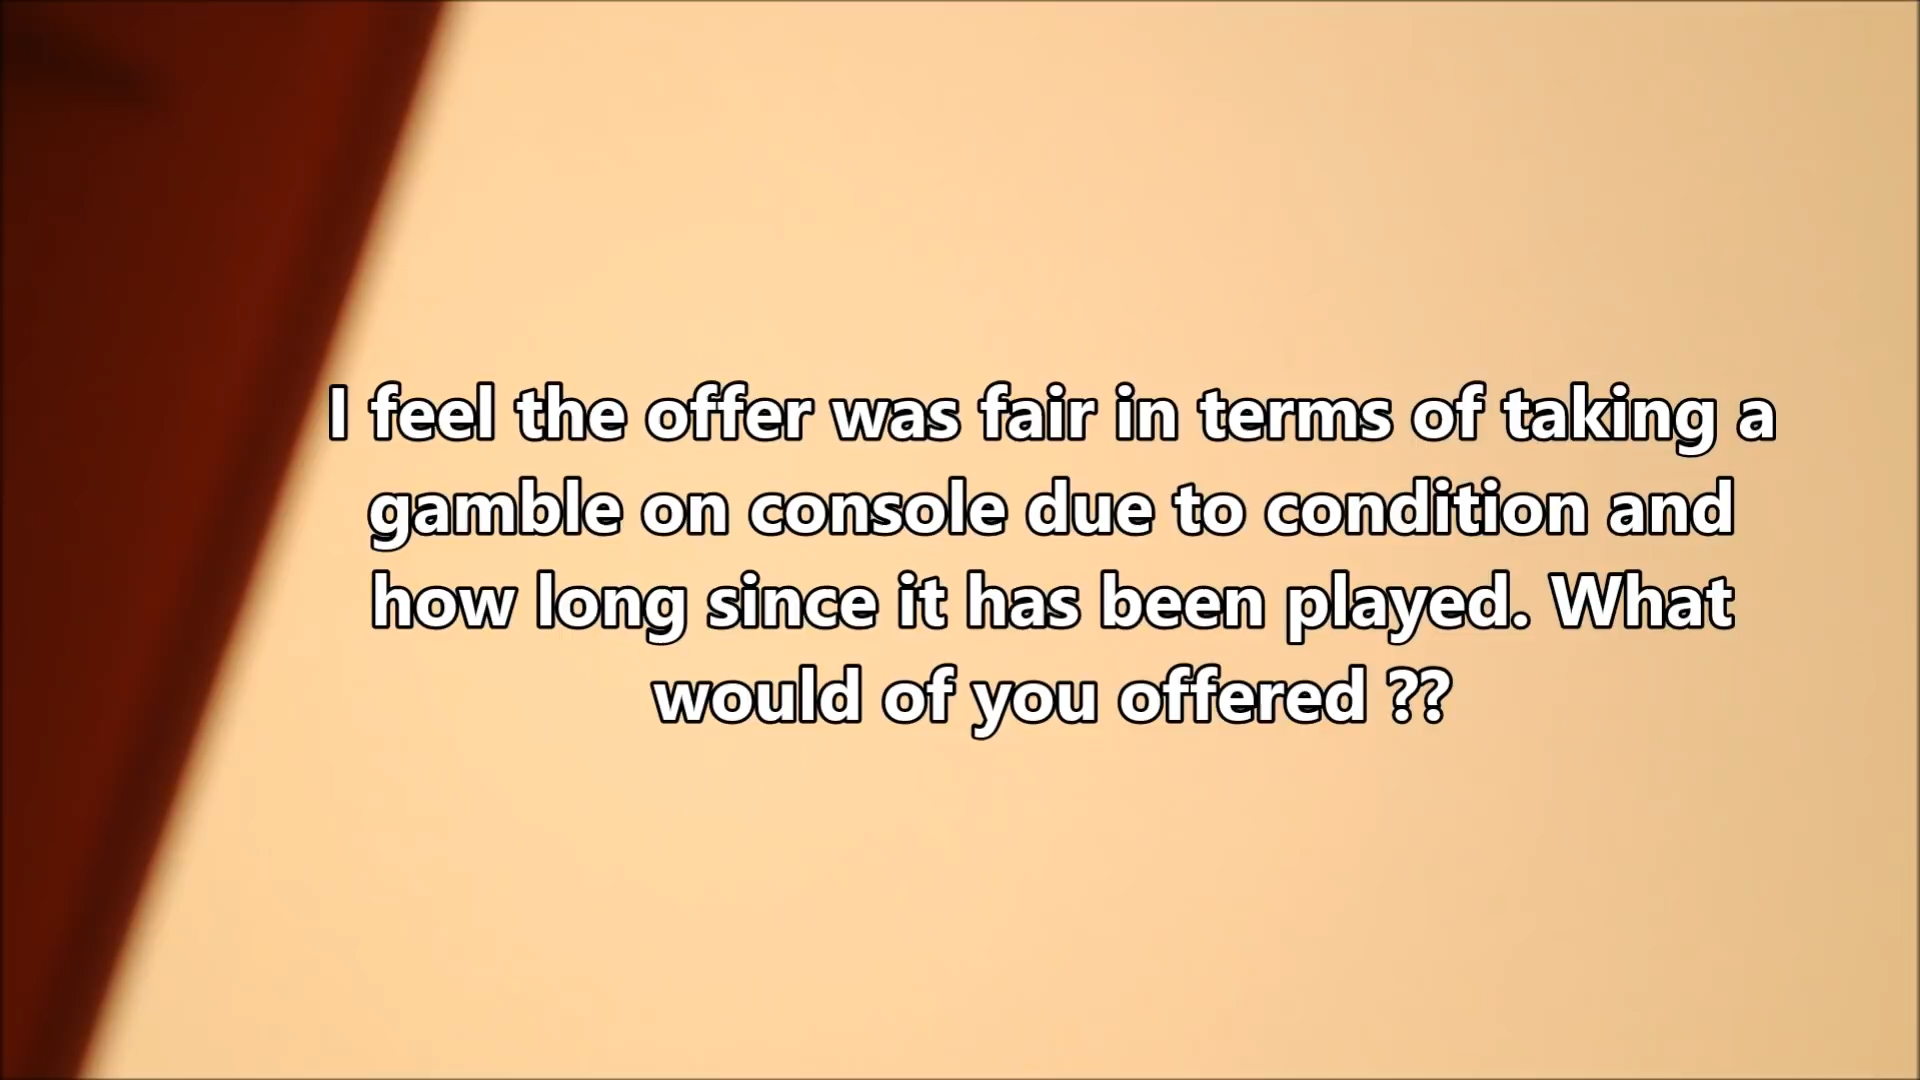 I feel the offer was fair in terms of taking a
gamble on console due to condition and
how long since it has been played. What
would of you offered ??